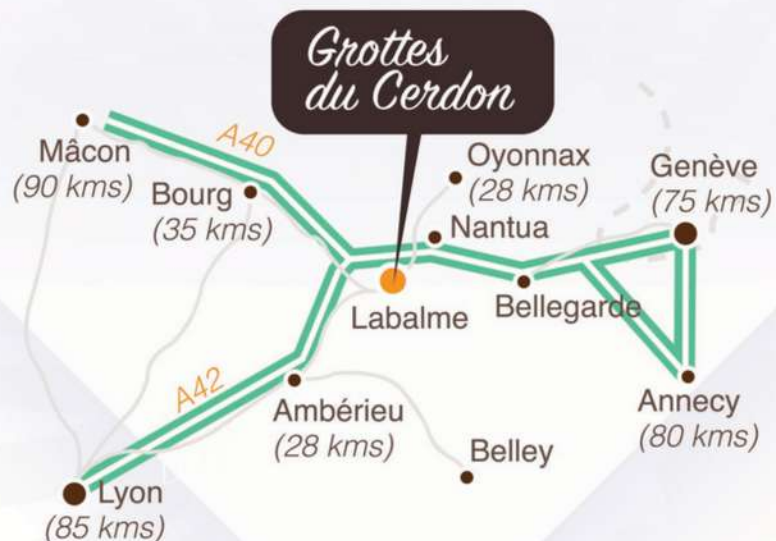 Grottes
du Cerdon
A40
Mâcon
(90 kms)
Bourg
(35 kms)
Oyonnax
(28 kms)
Nantua
Genève
(75 kms)
Labalme
Bellegarde
A42
Ambérieu
(28 kms)
Annecy
(80 kms)
Belley
Lyon
(85 kms)